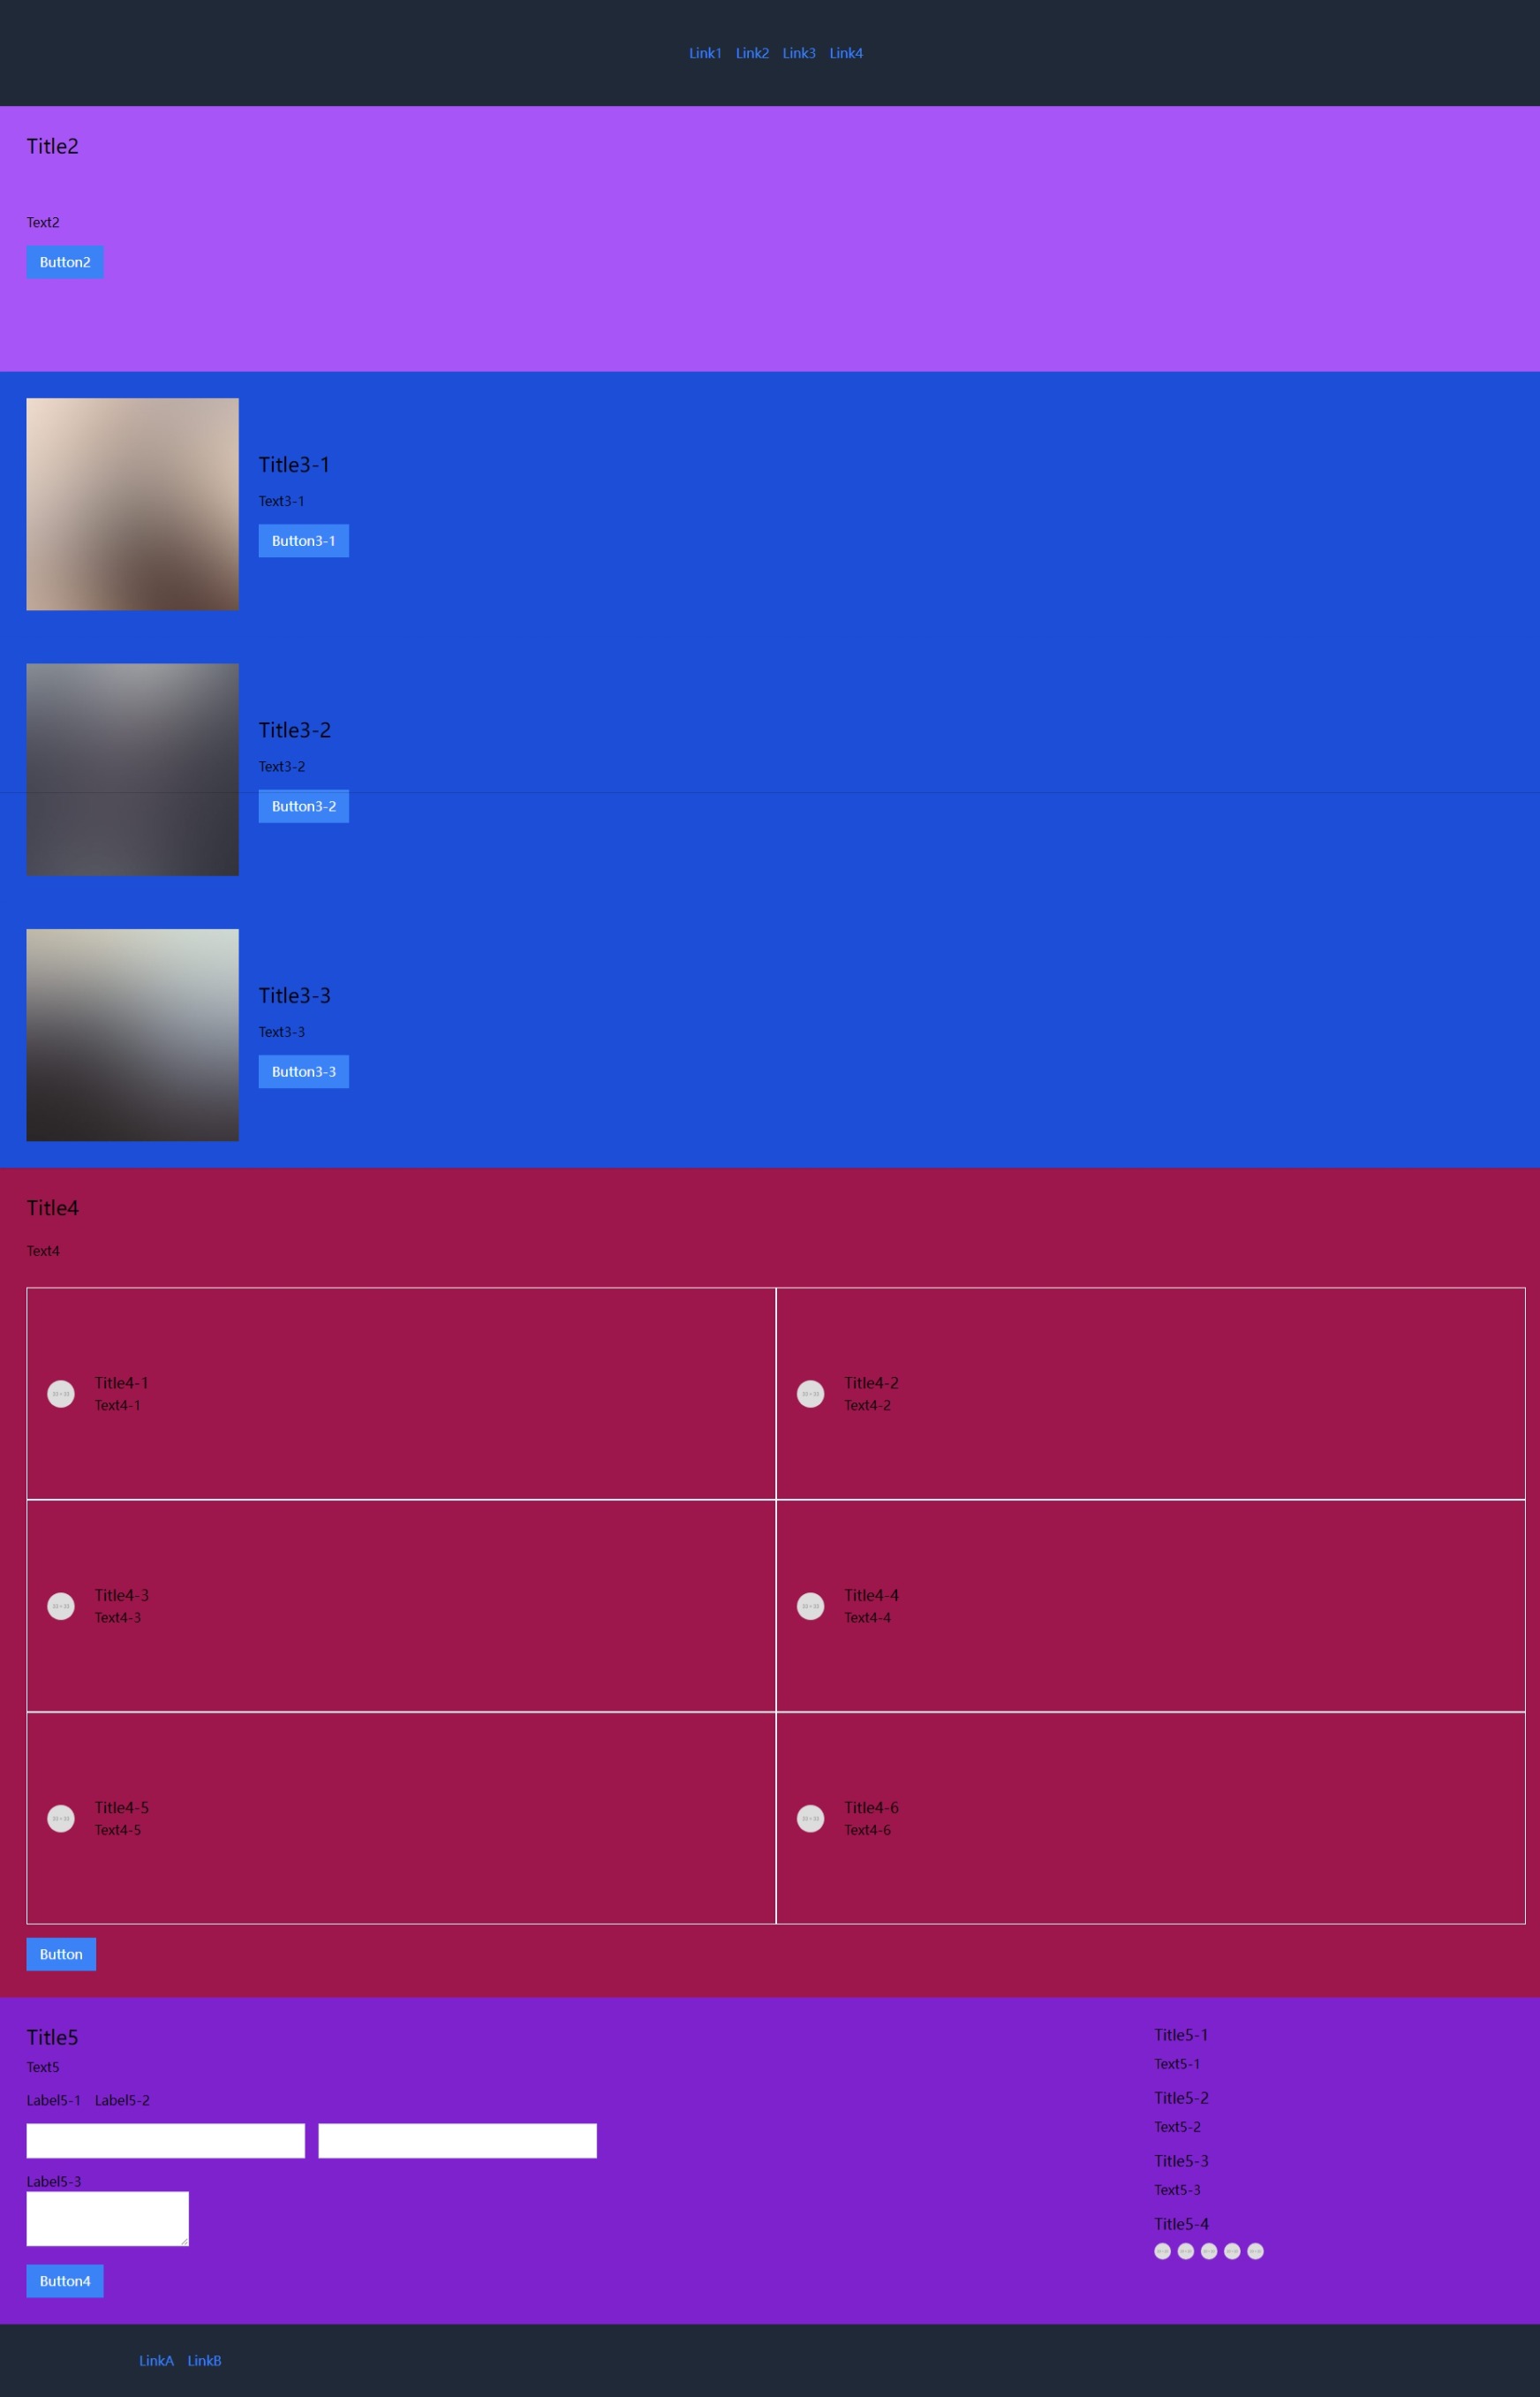 Link1 Link2 Link3 Link4
Title2
Text2
Button2
Title3-1
Text3-1
Button3-1
Title3-2
Text3-2
Button3-2
Title3-3
Text3-3
Button3-3
Title4
Text4
Title4-1
Text4-1
Title4-2
Text4-2
Title4-3
Text4-3
Title4-4
Text4-4
Title4-5
Text4-5
Title4-6
Text4-6
Button
Title5
Text5
Label5-1 Label5-2
Label5-3
Button4
Title5-1
Text5-1
Title5-2
Text5-2
Title5-3
Text5-3
Title5-4
LinkA LinkB